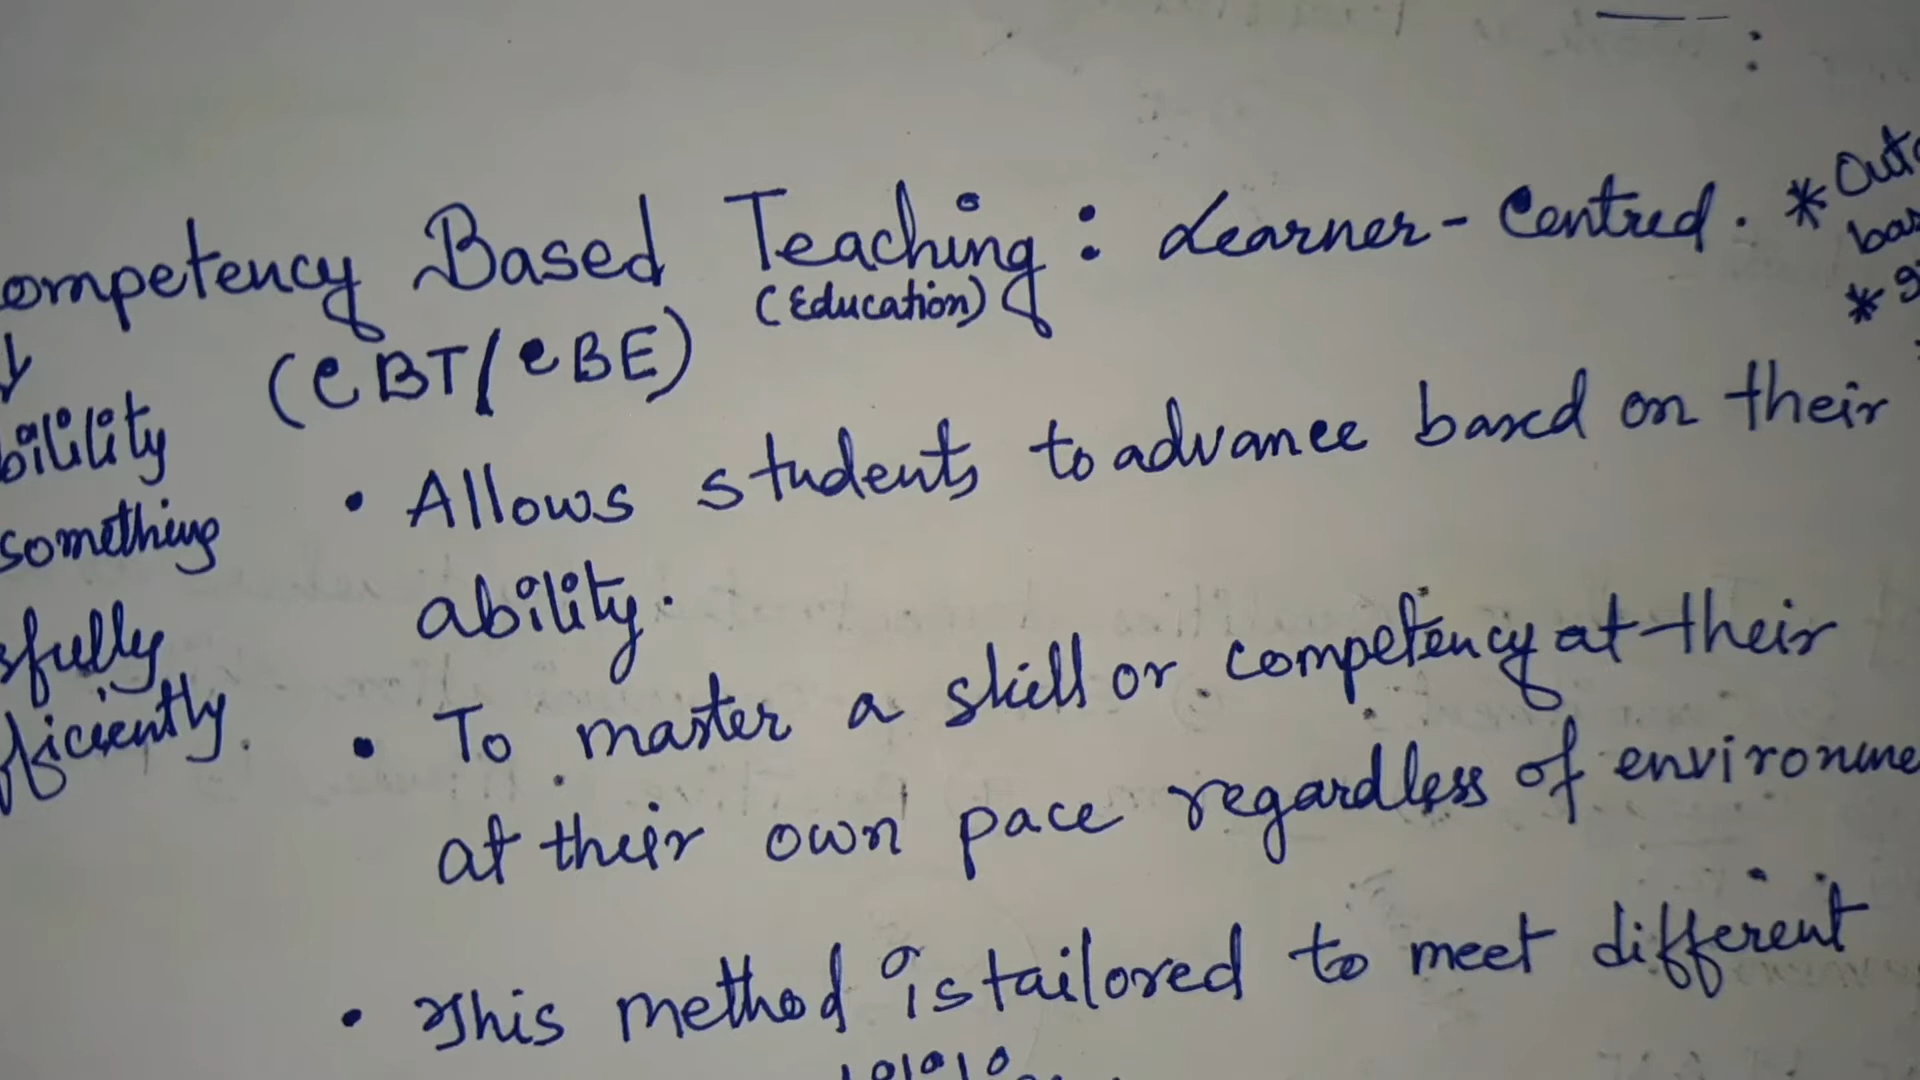 ompetency Based Teaching : Learner-Centred. *
(Education)
(CBT/CBE)
bilility
something
sfully
ficiently.
• Allows students to advance based on their
ability.
• To master a skill or competency at their
at their own pace regardless of environme
• This method is tailored to meet different